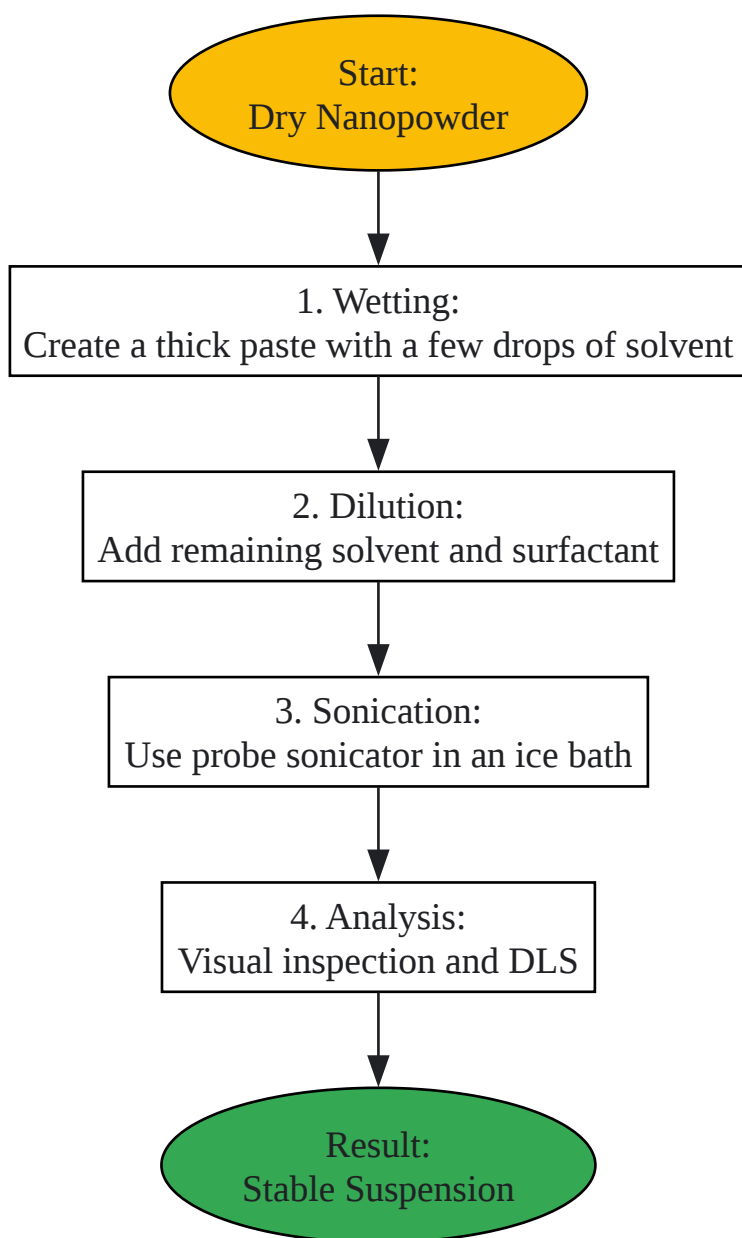 Start:
Dry Nanopowder
1. Wetting:
Create a thick paste with a few drops of solvent
2. Dilution:
Add remaining solvent and surfactant
3. Sonication:
Use probe sonicator in an ice bath
4. Analysis:
Visual inspection and DLS
Result:
Stable Suspension